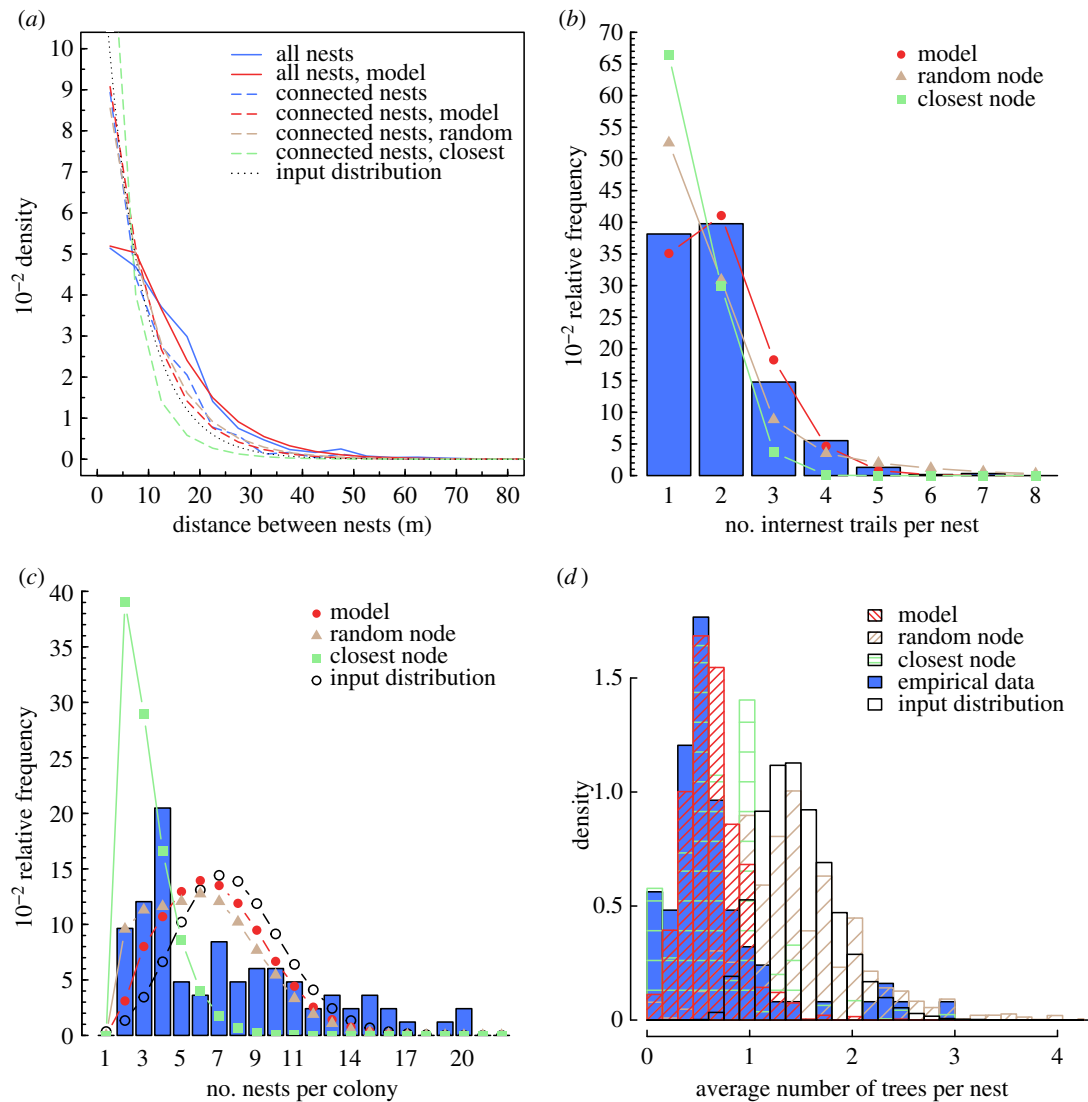 (a)
all nests
all nests, model
connected nests
connected nests, model
connected nests, random
connected nests, closest
input distribution
10
9
8
7
6
5
4
3
2
1
0
10⁻² density
0 10 20 30 40 50 60 70 80
distance between nests (m)
(b)
model
random node
closest node
70
65
60
55
50
45
40
35
30
25
20
15
10
5
0
10⁻² relative frequency
1 2 3 4 5 6 7 8
no. internest trails per nest
(c)
model
random node
closest node
input distribution
40
35
30
25
20
15
10
5
0
10⁻² relative frequency
1 3 5 7 9 11 14 17 20
no. nests per colony
(d)
model
random node
closest node
empirical data
input distribution
1.5
1.0
0.5
0
density
0 1 2 3 4
average number of trees per nest